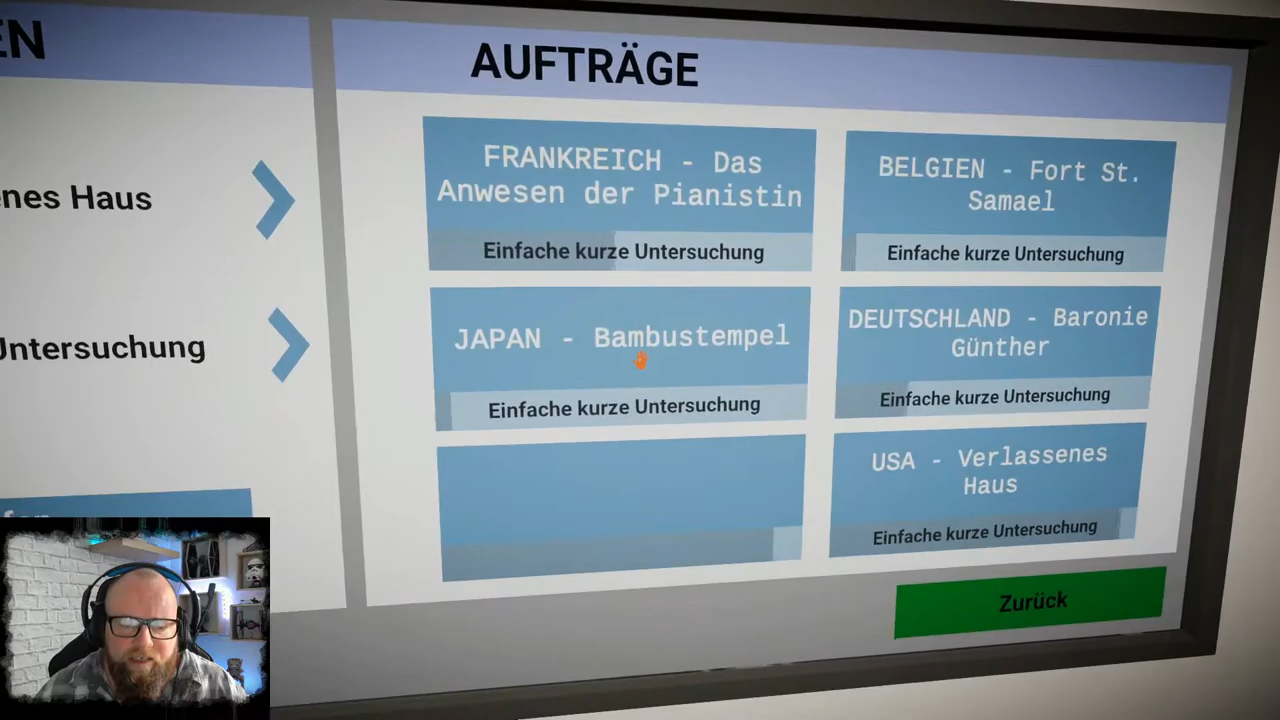 EN
AUFTRÄGE
FRANKREICH - Das
Anwesen der Pianistin
Einfache kurze Untersuchung
BELGIEN - Fort St.
Samael
Einfache kurze Untersuchung
enes Haus
JAPAN - Bambustempel
Einfache kurze Untersuchung
DEUTSCHLAND - Baronie
Günther
Einfache kurze Untersuchung
Untersuchung
USA - Verlassenes
Haus
Einfache kurze Untersuchung
Zurück